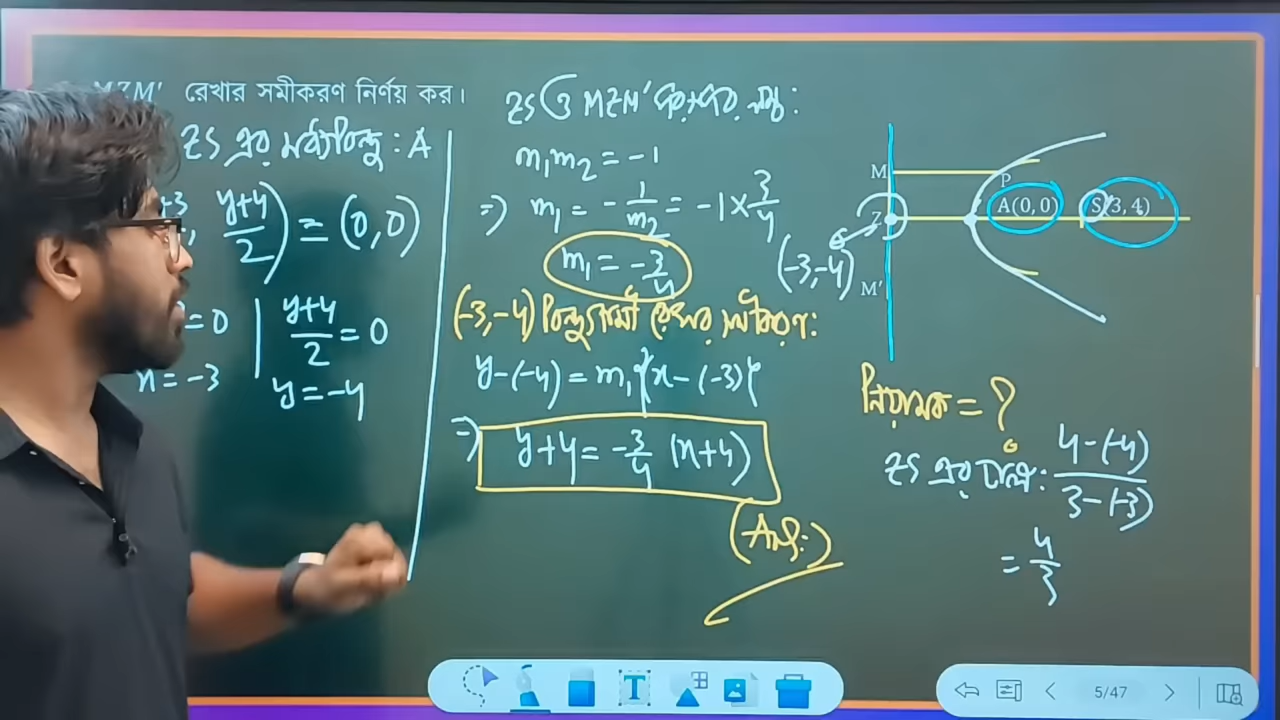 MZM′ রেখার সমীকরণ নির্ণয় কর।
ZS এর মধ্যবিন্দু : A
+3, y+4/2) = (0, 0)
= 0 | y+4/2 = 0
x = -3
y = -4
ZS ও MZM′ পরস্পর লম্ব :
m₁m₂ = -1
⇒ m₁ = -1/m₂ = -1 × 3/4
m₁ = -3/4
(-3, -4) বিন্দুগামী রেখার সমীকরণ:
y-(-4) = m₁{x-(-3)}
⇒ y+4 = -3/4 (x+4)
(Ans:)
M
P
Z
A(0, 0)
S(3, 4)
(-3, -4)
M′
নিয়ামক = ?
ZS এর ঢাল : 4-(-4)/3-(-3)
= 4/3
T
5/47